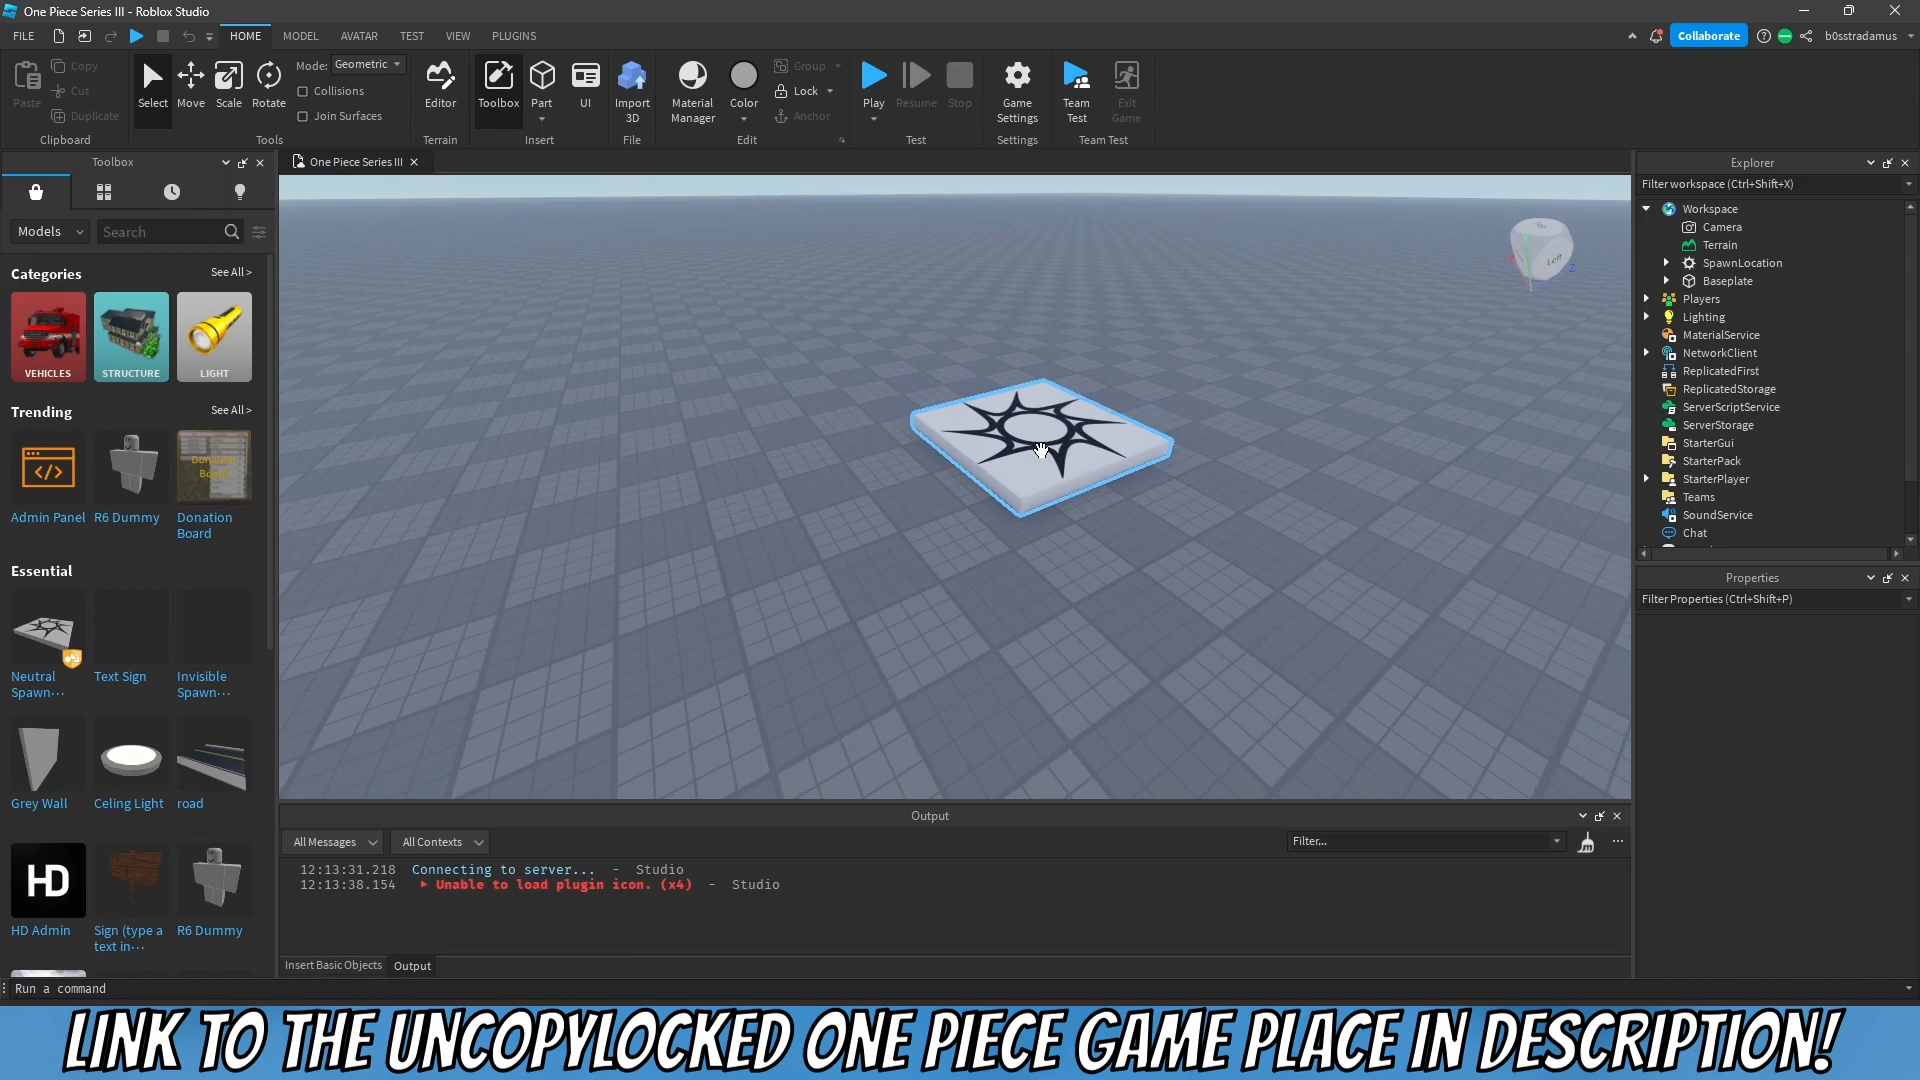 One Piece Series III - Roblox Studio
FILE HOME MODEL AVATAR TEST VIEW PLUGINS Collaborate b0sstradamus
Paste Copy Cut Duplicate Clipboard
Select Move Scale Rotate Mode: Geometric Collisions Join Surfaces Tools
Editor Terrain
Toolbox Part UI Insert
Import 3D File
Material Manager Color Group Lock Anchor Edit
Play Resume Stop Test
Game Settings Settings
Team Test Exit Game Team Test
Toolbox
Models Search
Categories See All >
VEHICLES STRUCTURE LIGHT
Trending See All >
Donation Board
Admin Panel R6 Dummy Donation Board
Essential
Neutral Spawn... Text Sign Invisible Spawn...
Grey Wall Celing Light road
HD
HD Admin Sign (type a text in... R6 Dummy
One Piece Series III
Left
Z
Output
All Messages All Contexts Filter...
12:13:31.218 Connecting to server... - Studio
12:13:38.154 Unable to load plugin icon. (x4) - Studio
Insert Basic Objects Output
Run a command
Explorer
Filter workspace (Ctrl+Shift+X)
Workspace
Camera
Terrain
SpawnLocation
Baseplate
Players
Lighting
MaterialService
NetworkClient
ReplicatedFirst
ReplicatedStorage
ServerScriptService
ServerStorage
StarterGui
StarterPack
StarterPlayer
Teams
SoundService
Chat
Properties
Filter Properties (Ctrl+Shift+P)
LINK TO THE UNCOPYLOCKED ONE PIECE GAME PLACE IN DESCRIPTION!